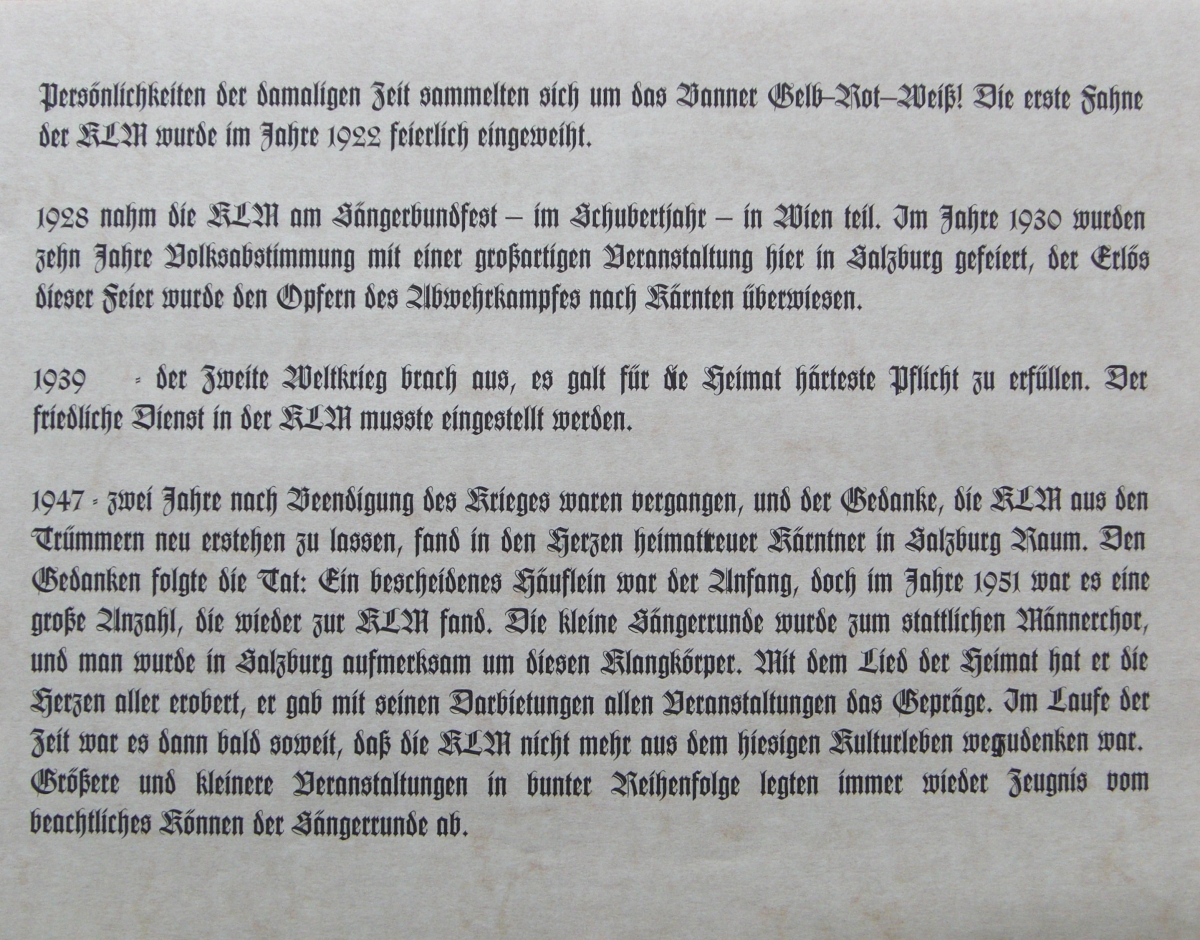 Persönlichkeiten der damaligen Zeit sammelten sich um das Banner Gelb–Rot–Weiß! Die erste Fahne
der KLM wurde im Jahre 1922 feierlich eingeweiht.
1928 nahm die KLM am Sängerbundfest – im Schubertjahr – in Wien teil. Im Jahre 1930 wurden
zehn Jahre Volksabstimmung mit einer großartigen Veranstaltung hier in Salzburg gefeiert, der Erlös
dieser Feier wurde den Opfern des Abwehrkampfes nach Kärnten überwiesen.
1939 - der Zweite Weltkrieg brach aus, es galt für die Heimat härteste Pflicht zu erfüllen. Der
friedliche Dienst in der KLM musste eingestellt werden.
1947 - zwei Jahre nach Beendigung des Krieges waren vergangen, und der Gedanke, die KLM aus den
Trümmern neu erstehen zu lassen, fand in den Herzen heimattreuer Kärntner in Salzburg Raum. Den
Gedanken folgte die Tat: Ein bescheidenes Häuflein war der Anfang, doch im Jahre 1951 war es eine
große Anzahl, die wieder zur KLM fand. Die kleine Sängerrunde wurde zum stattlichen Männerchor,
und man wurde in Salzburg aufmerksam um diesen Klangkörper. Mit dem Lied der Heimat hat er die
Herzen aller erobert, er gab mit seinen Darbietungen allen Veranstaltungen das Gepräge. Im Laufe der
Zeit war es dann bald soweit, daß die KLM nicht mehr aus dem hiesigen Kulturleben wegzudenken war.
Größere und kleinere Veranstaltungen in bunter Reihenfolge legten immer wieder Zeugnis vom
beachtliches Können der Sängerrunde ab.